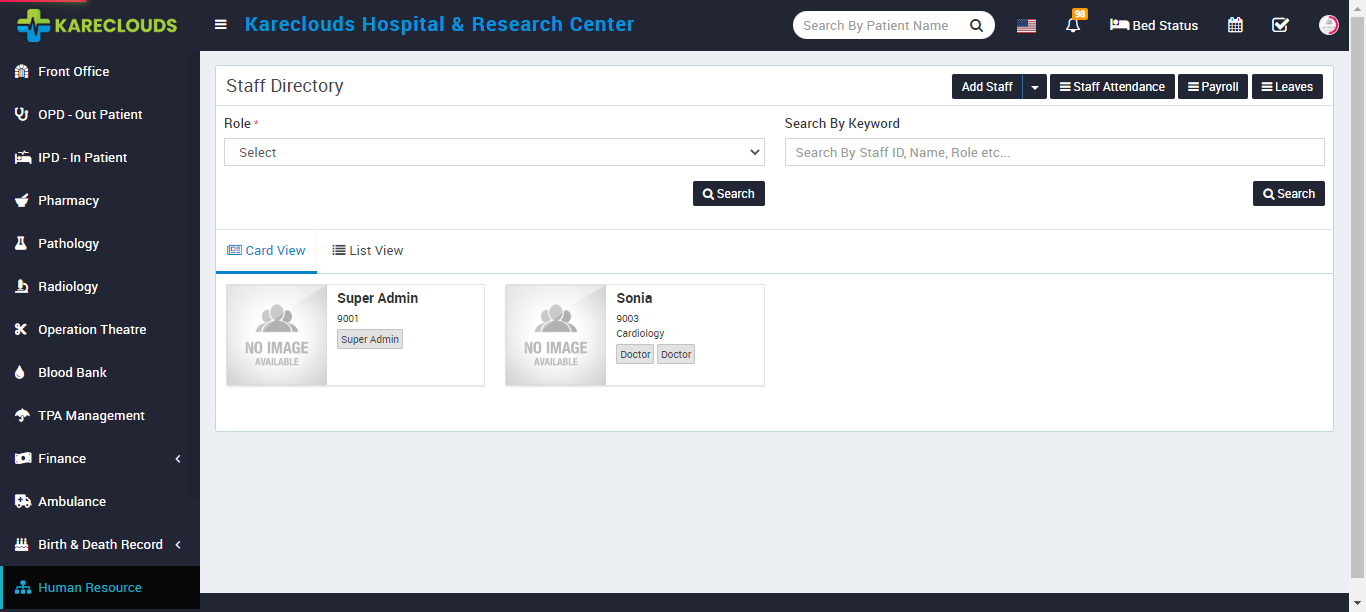 KARECLOUDS
Kareclouds Hospital & Research Center
Search By Patient Name
98
Bed Status
Front Office
OPD - Out Patient
IPD - In Patient
Pharmacy
Pathology
Radiology
Operation Theatre
Blood Bank
TPA Management
Finance
Ambulance
Birth & Death Record
Human Resource
Staff Directory
Add Staff
Staff Attendance
Payroll
Leaves
Role *
Select
Search
Search By Keyword
Search By Staff ID, Name, Role etc...
Search
Card View
List View
NO IMAGE
AVAILABLE
Super Admin
9001
Super Admin
NO IMAGE
AVAILABLE
Sonia
9003
Cardiology
Doctor Doctor